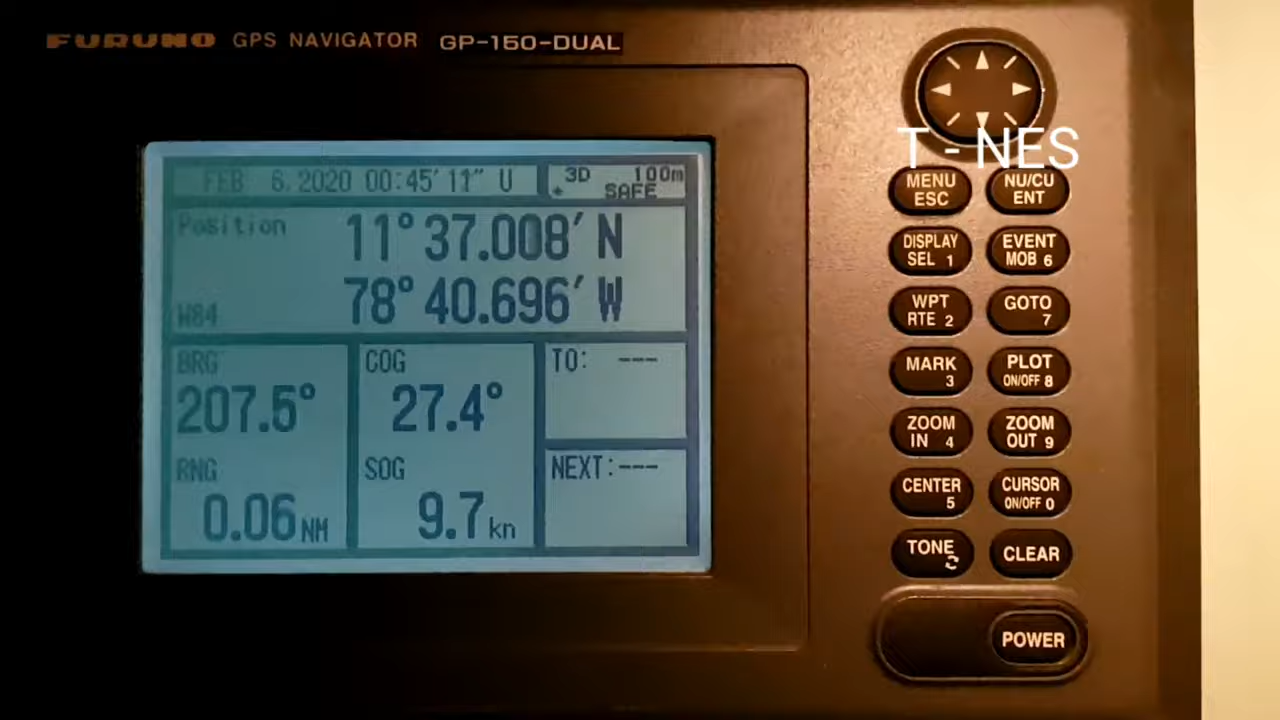 FURUNO GPS NAVIGATOR GP-150-DUAL
FEB 6.2020 00:45'11" U
3D 100m
SAFE
Position 11°37.008' N
78°40.696' W
W84
BRG
207.5°
RNG
0.06 NM
COG
27.4°
SOG
9.7 kn
TO: ---
NEXT:---
T - NES
MENU
ESC
NU/CU
ENT
DISPLAY
SEL 1
EVENT
MOB 6
WPT
RTE 2
GOTO
7
MARK
3
PLOT
ON/OFF 8
ZOOM
IN 4
ZOOM
OUT 9
CENTER
5
CURSOR
ON/OFF 0
TONE
CLEAR
POWER